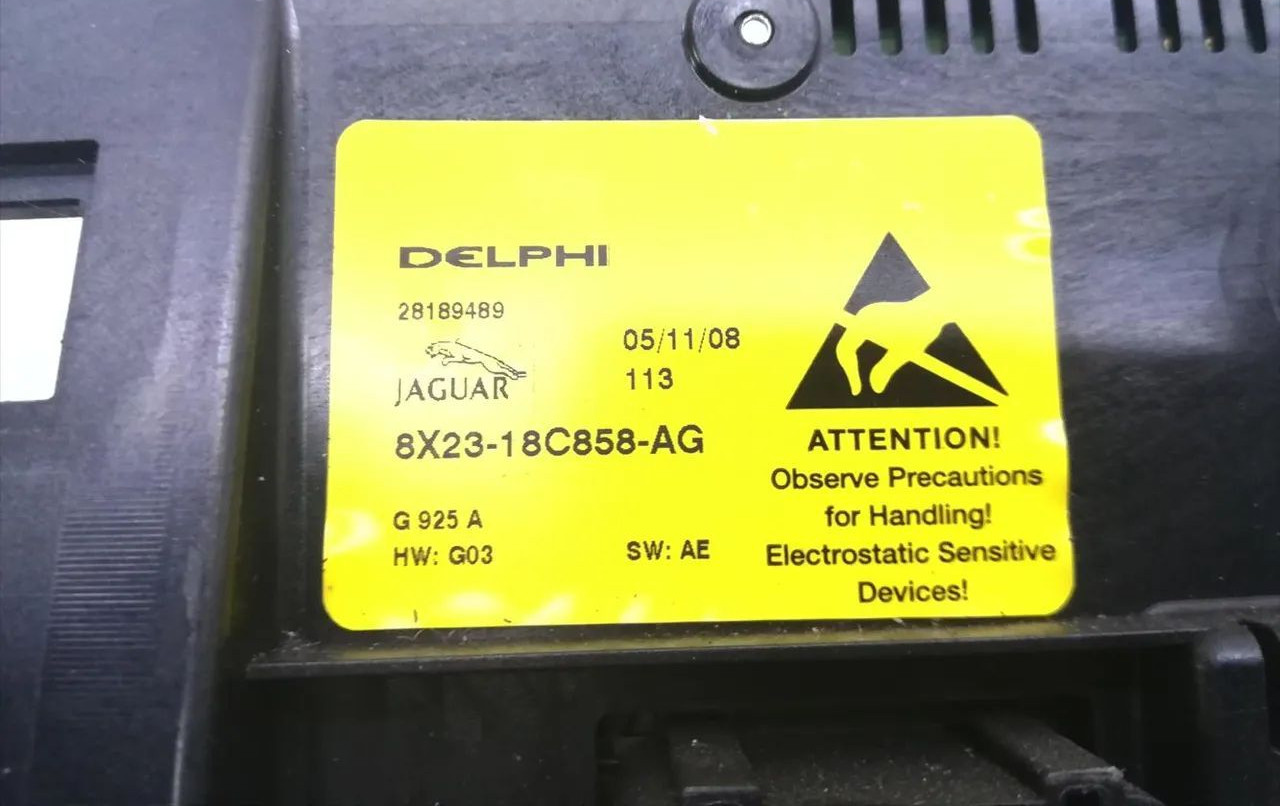 DELPHI
28189489
JAGUAR
05/11/08
113
8X23-18C858-AG
G 925 A
HW: G03
SW: AE
ATTENTION!
Observe Precautions
for Handling!
Electrostatic Sensitive
Devices!